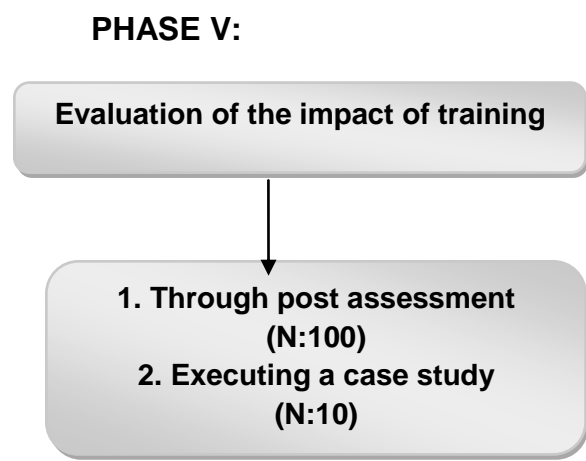 PHASE V:
Evaluation of the impact of training
1. Through post assessment
(N:100)
2. Executing a case study
(N:10)